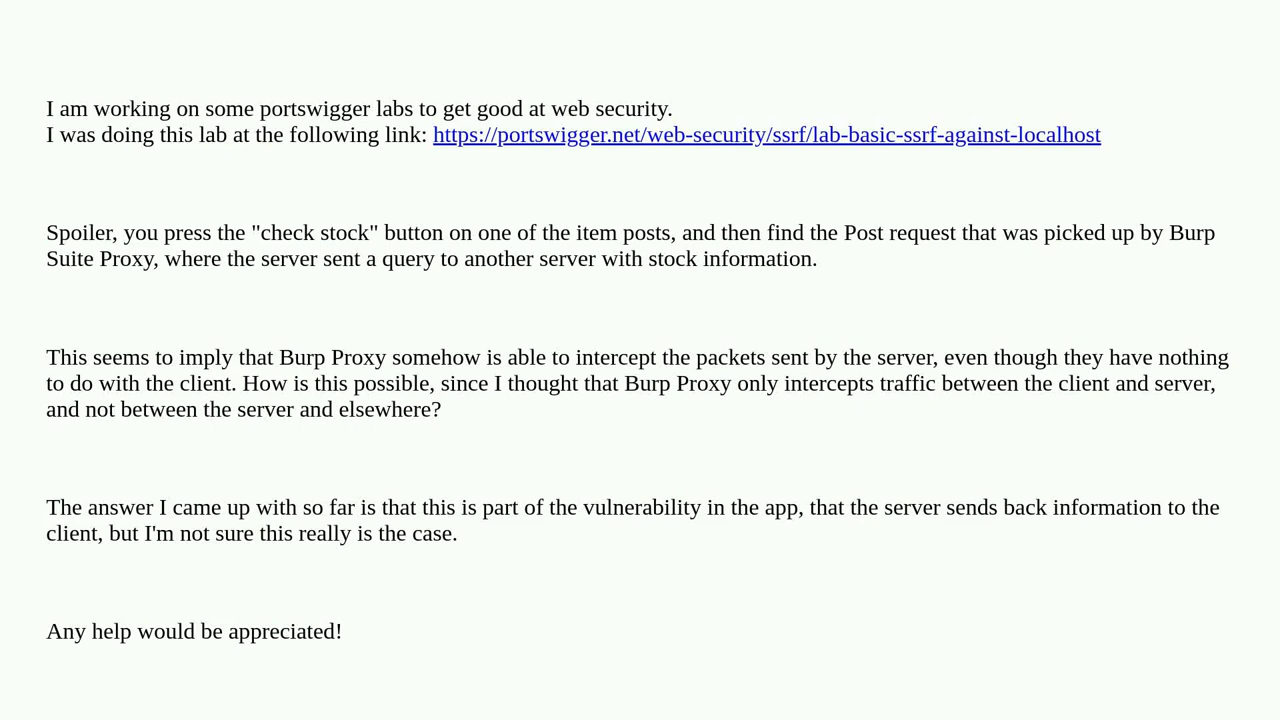 I am working on some portswigger labs to get good at web security.
I was doing this lab at the following link: https://portswigger.net/web-security/ssrf/lab-basic-ssrf-against-localhost
Spoiler, you press the "check stock" button on one of the item posts, and then find the Post request that was picked up by Burp
Suite Proxy, where the server sent a query to another server with stock information.
This seems to imply that Burp Proxy somehow is able to intercept the packets sent by the server, even though they have nothing
to do with the client. How is this possible, since I thought that Burp Proxy only intercepts traffic between the client and server,
and not between the server and elsewhere?
The answer I came up with so far is that this is part of the vulnerability in the app, that the server sends back information to the
client, but I'm not sure this really is the case.
Any help would be appreciated!